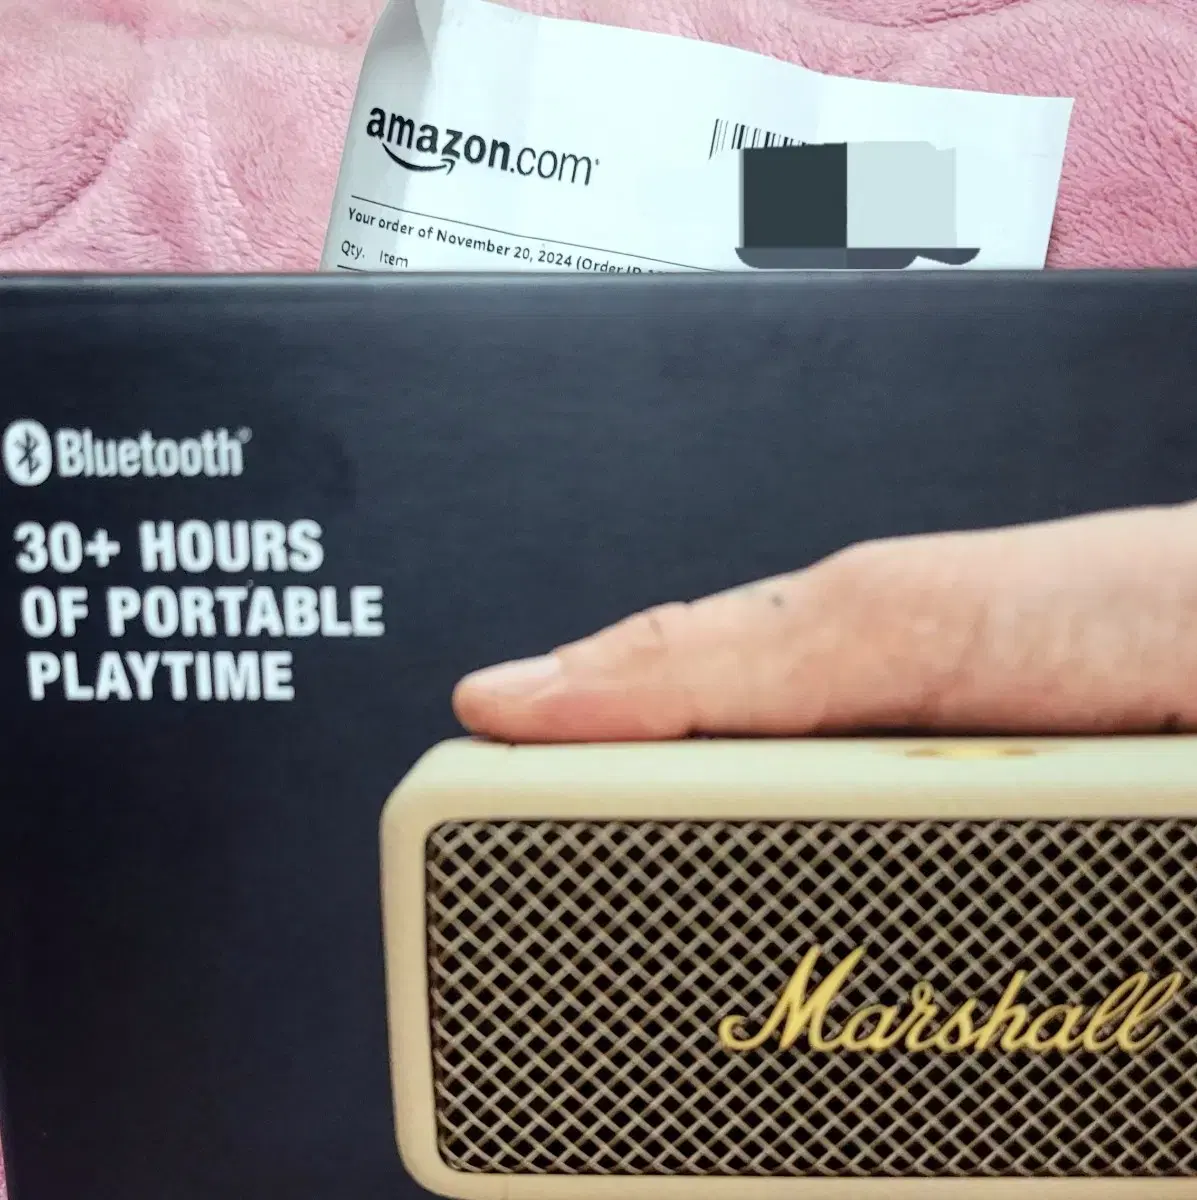 amazon.com
Your order of November 20, 2024 (Order ID
Qty. Item
Bluetooth®
30+ HOURS
OF PORTABLE
PLAYTIME
Marshall